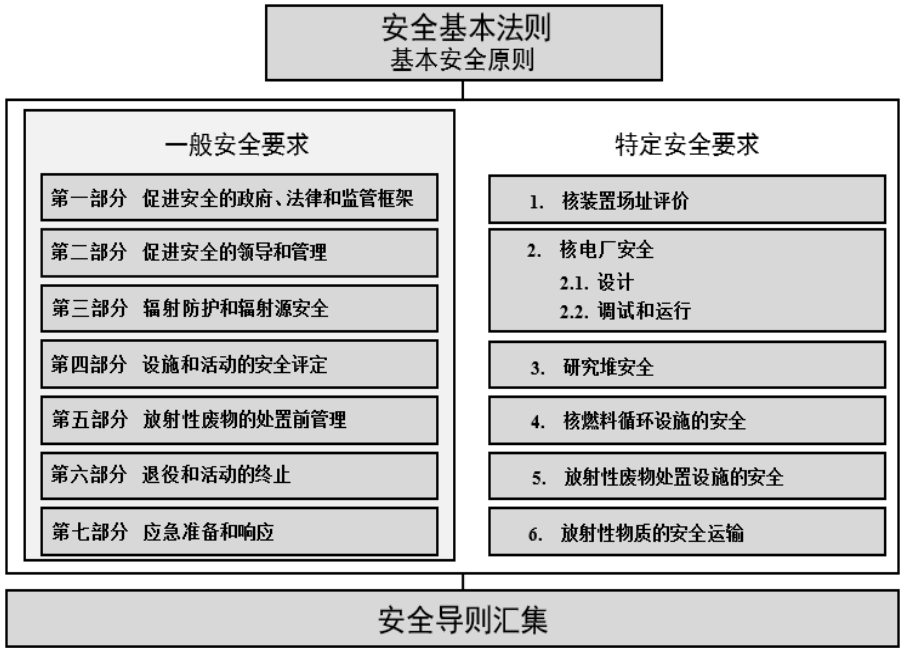 安全基本法则
基本安全原则
一般安全要求
第一部分 促进安全的政府、法律和监管框架
第二部分 促进安全的领导和管理
第三部分 辐射防护和辐射源安全
第四部分 设施和活动的安全评定
第五部分 放射性废物的处置前管理
第六部分 退役和活动的终止
第七部分 应急准备和响应
特定安全要求
1. 核装置场址评价
2. 核电厂安全
2.1. 设计
2.2. 调试和运行
3. 研究堆安全
4. 核燃料循环设施的安全
5. 放射性废物处置设施的安全
6. 放射性物质的安全运输
安全导则汇集